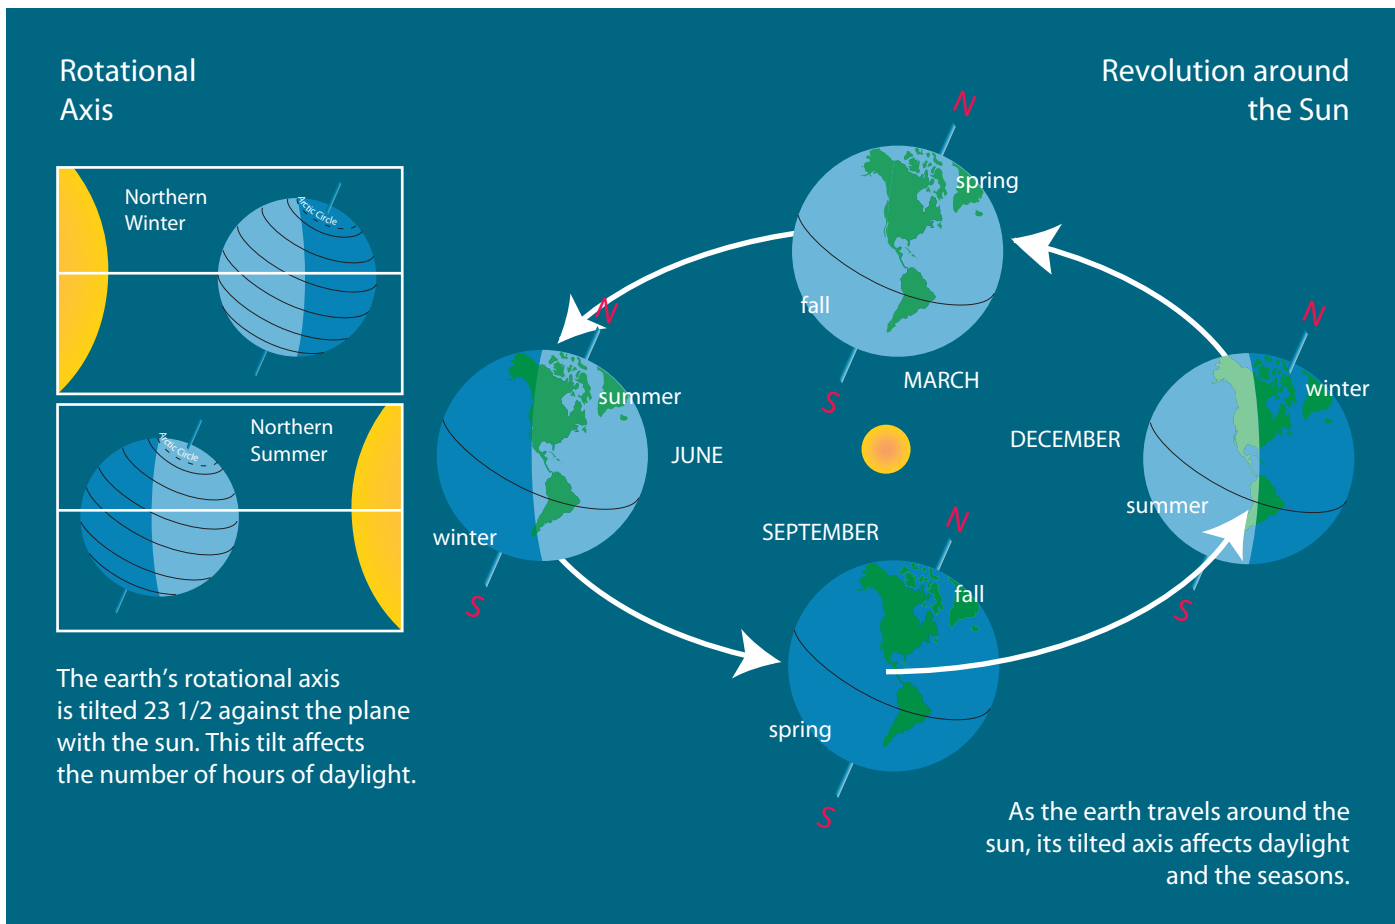 Rotational
Axis
Revolution around
the Sun
Northern
Winter
Arctic Circle
Northern
Summer
Arctic Circle
The earth's rotational axis
is tilted 23 1/2 against the plane
with the sun. This tilt affects
the number of hours of daylight.
N
spring
fall
S
MARCH
N
summer
JUNE
winter
S
N
winter
DECEMBER
summer
S
SEPTEMBER
N
fall
spring
S
As the earth travels around the
sun, its tilted axis affects daylight
and the seasons.